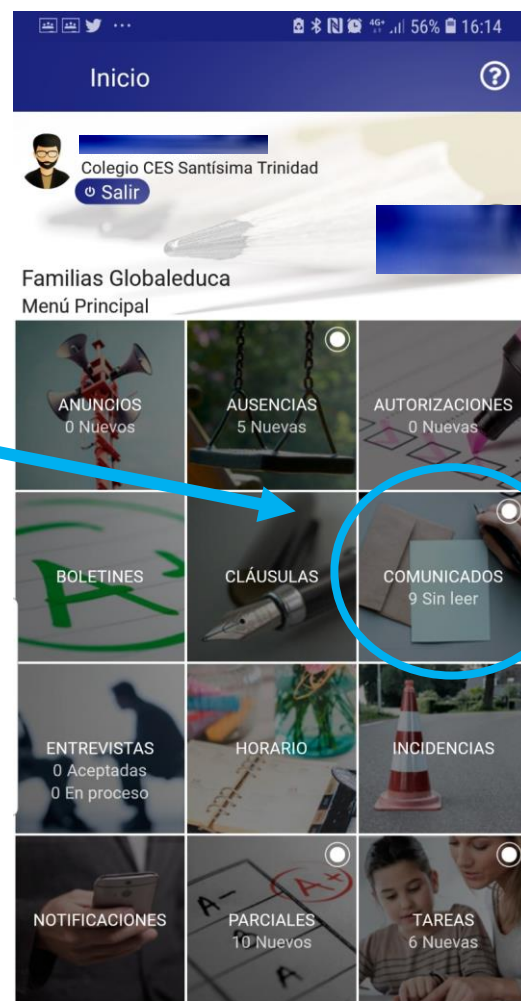 56% 16:14
Inicio
Colegio CES Santísima Trinidad
Salir
Familias Globaleduca
Menú Principal
ANUNCIOS
0 Nuevos
AUSENCIAS
5 Nuevas
AUTORIZACIONES
0 Nuevas
BOLETINES
CLÁUSULAS
COMUNICADOS
9 Sin leer
ENTREVISTAS
0 Aceptadas
0 En proceso
HORARIO
INCIDENCIAS
NOTIFICACIONES
PARCIALES
10 Nuevos
TAREAS
6 Nuevas